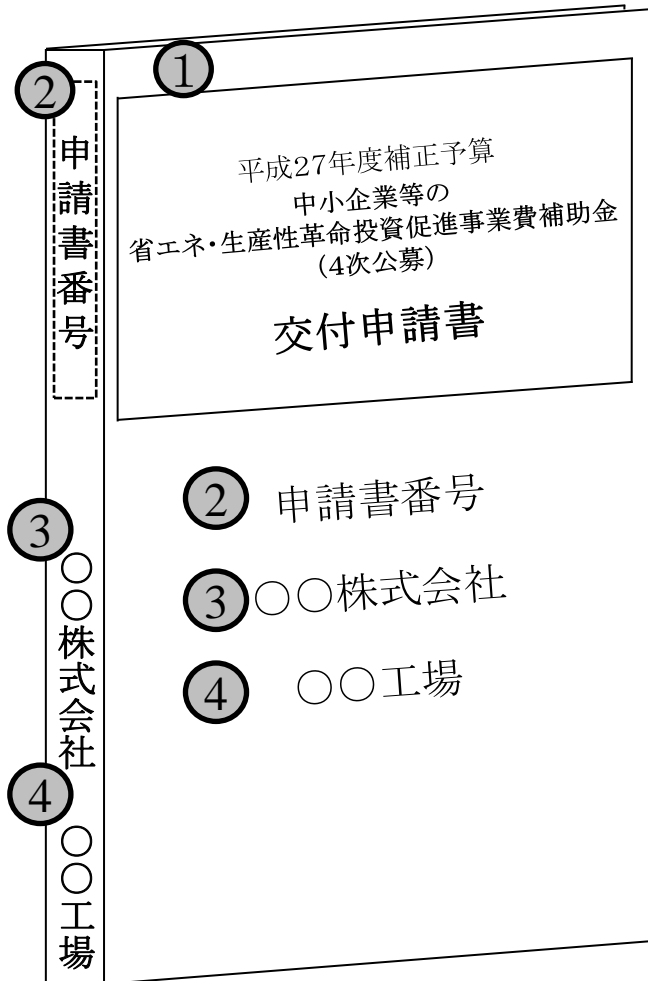 ②
申請書番号
③
○○株式会社
④
○○工場
①
平成27年度補正予算
中小企業等の
省エネ・生産性革命投資促進事業費補助金
（4次公募）
交付申請書
② 申請書番号
③ ○○株式会社
④ ○○工場